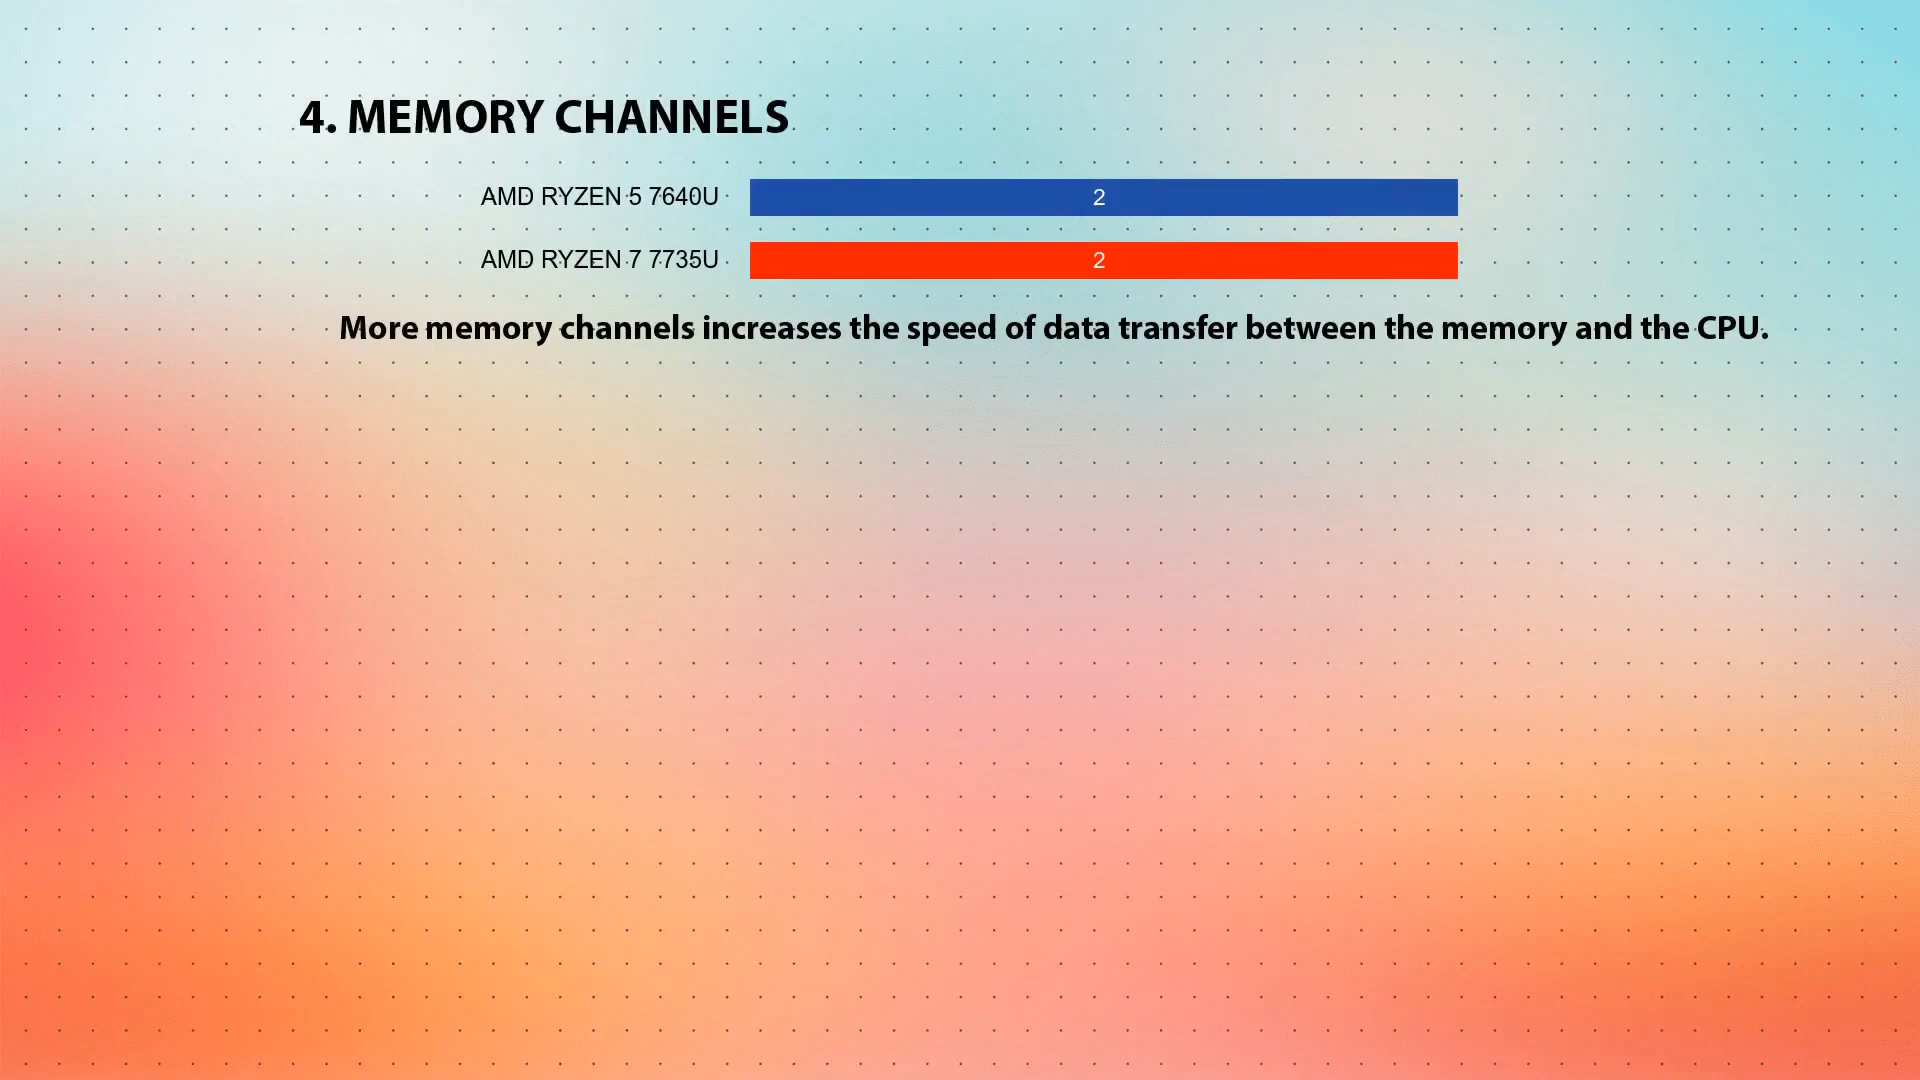 4. MEMORY CHANNELS
AMD RYZEN 5 7640U 2
AMD RYZEN 7 7735U 2
More memory channels increases the speed of data transfer between the memory and the CPU.